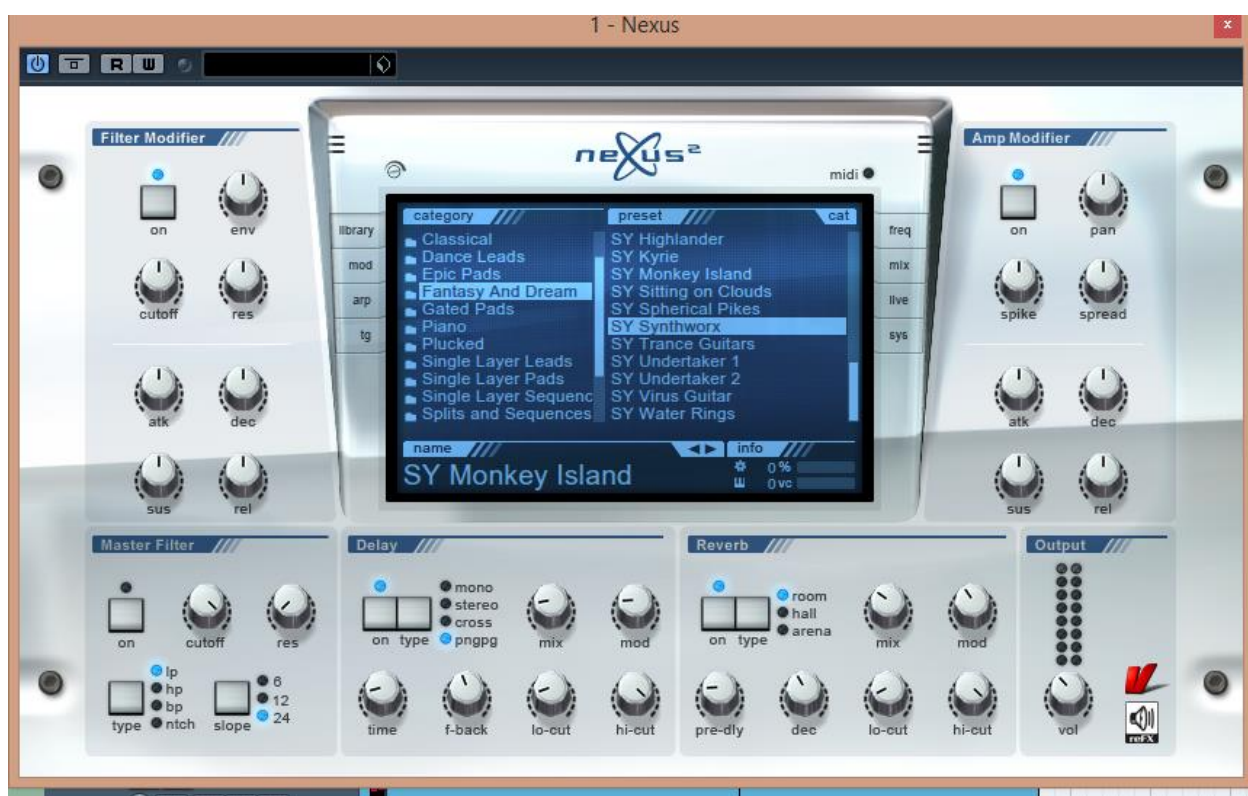 1 - Nexus
x
R W
Filter Modifier
on env
cutoff res
atk dec
sus rel
library
mod
arp
tg
nexus²
midi
category
Classical
Dance Leads
Epic Pads
Fantasy And Dream
Gated Pads
Piano
Plucked
Single Layer Leads
Single Layer Pads
Single Layer Sequenc
Splits and Sequences
preset cat
SY Highlander
SY Kyrie
SY Monkey Island
SY Sitting on Clouds
SY Spherical Pikes
SY Synthworx
SY Trance Guitars
SY Undertaker 1
SY Undertaker 2
SY Virus Guitar
SY Water Rings
name
SY Monkey Island
info
0 %
0 vc
freq
mix
live
sys
Amp Modifier
on pan
spike spread
atk dec
sus rel
Master Filter
on cutoff res
type
lp
hp
bp
ntch
slope
6
12
24
Delay
on type
mono
stereo
cross
pngpg
mix mod
time f-back lo-cut hi-cut
Reverb
on type
room
hall
arena
mix mod
pre-dly dec lo-cut hi-cut
Output
vol
reFX